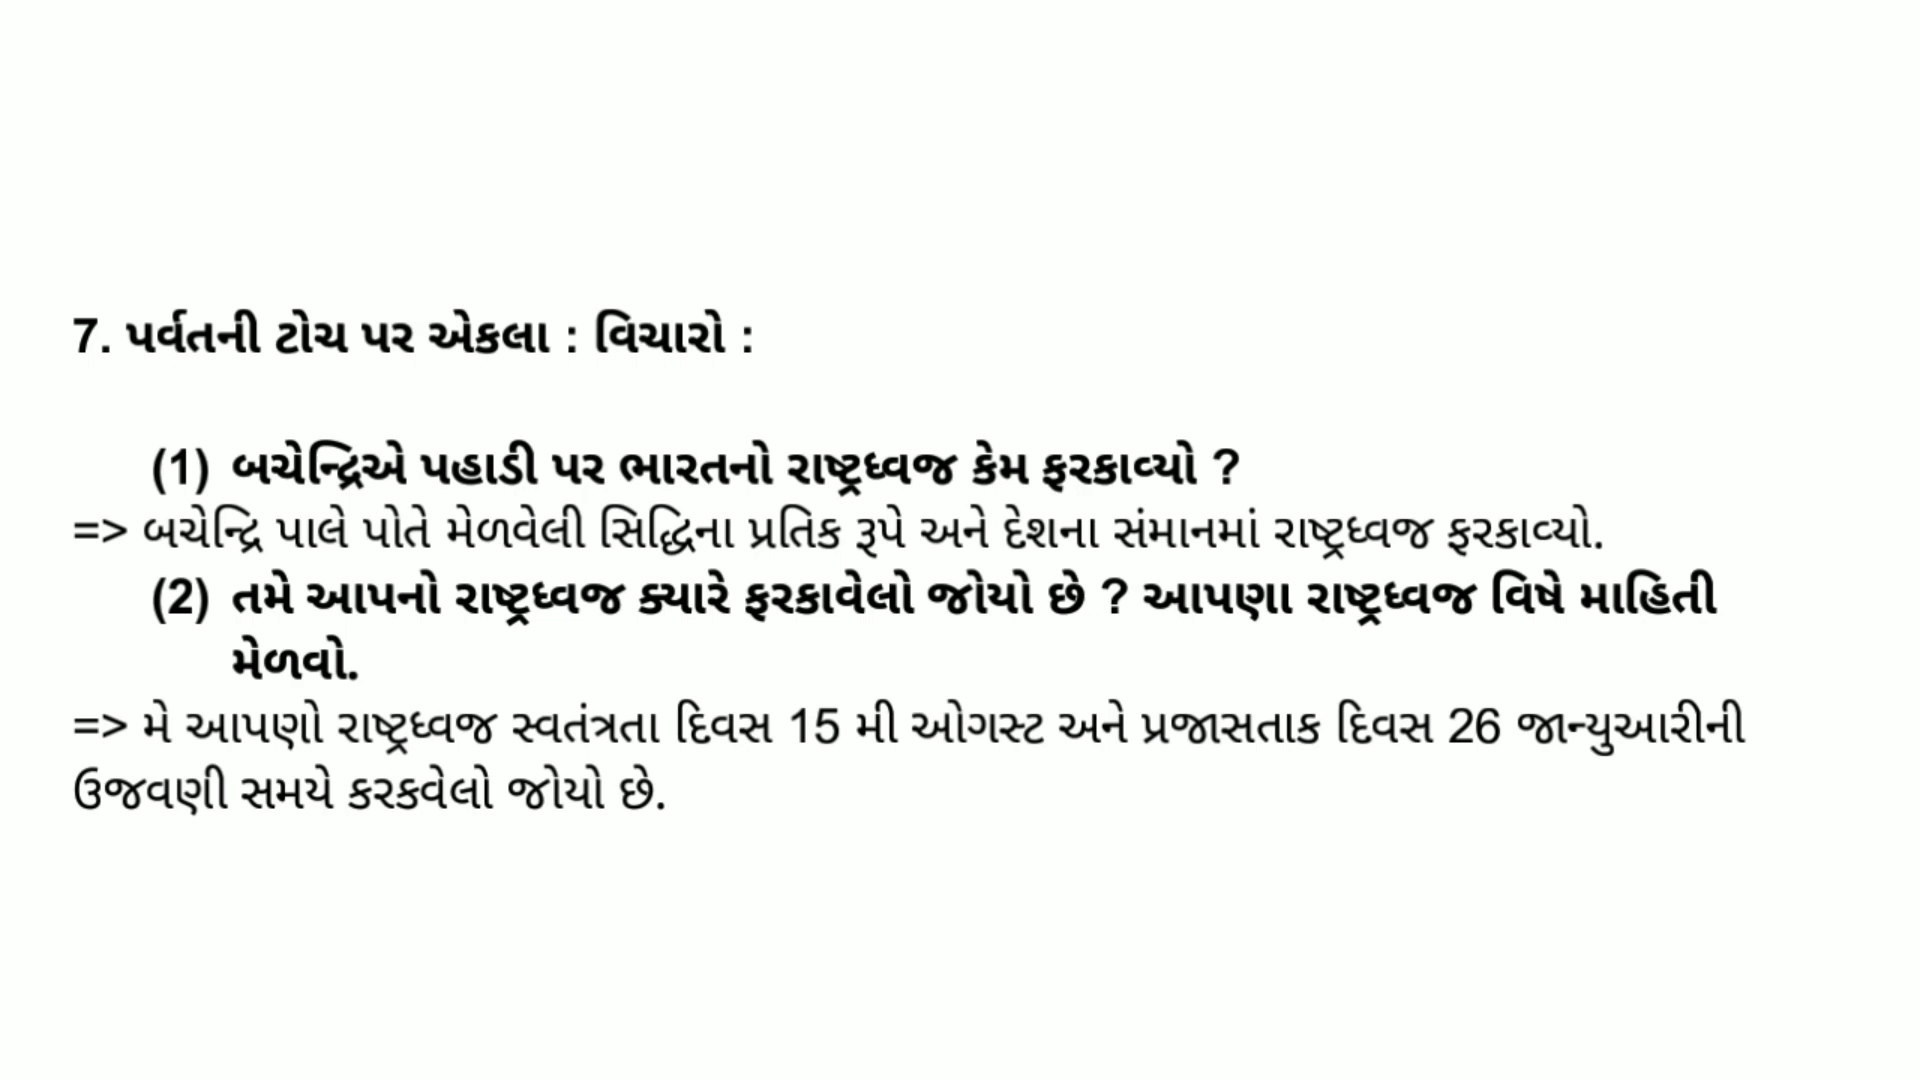 7. પર્વતની ટોચ પર એકલા : વિચારો :
(1) બચેન્દ્રિએ પહાડી પર ભારતનો રાષ્ટ્રધ્વજ કેમ ફરકાવ્યો ?
=> બચેન્દ્રિ પાલે પોતે મેળવેલી સિદ્ધિના પ્રતિક રૂપે અને દેશના સંમાનમાં રાષ્ટ્રધ્વજ ફરકાવ્યો.
(2) તમે આપનો રાષ્ટ્રધ્વજ ક્યારે ફરકાવેલો જોયો છે ? આપણા રાષ્ટ્રધ્વજ વિષે માહિતી
મેળવો.
=> મે આપણો રાષ્ટ્રધ્વજ સ્વતંત્રતા દિવસ 15 મી ઓગસ્ટ અને પ્રજાસતાક દિવસ 26 જાન્યુઆરીની
ઉજવણી સમયે કરકવેલો જોયો છે.